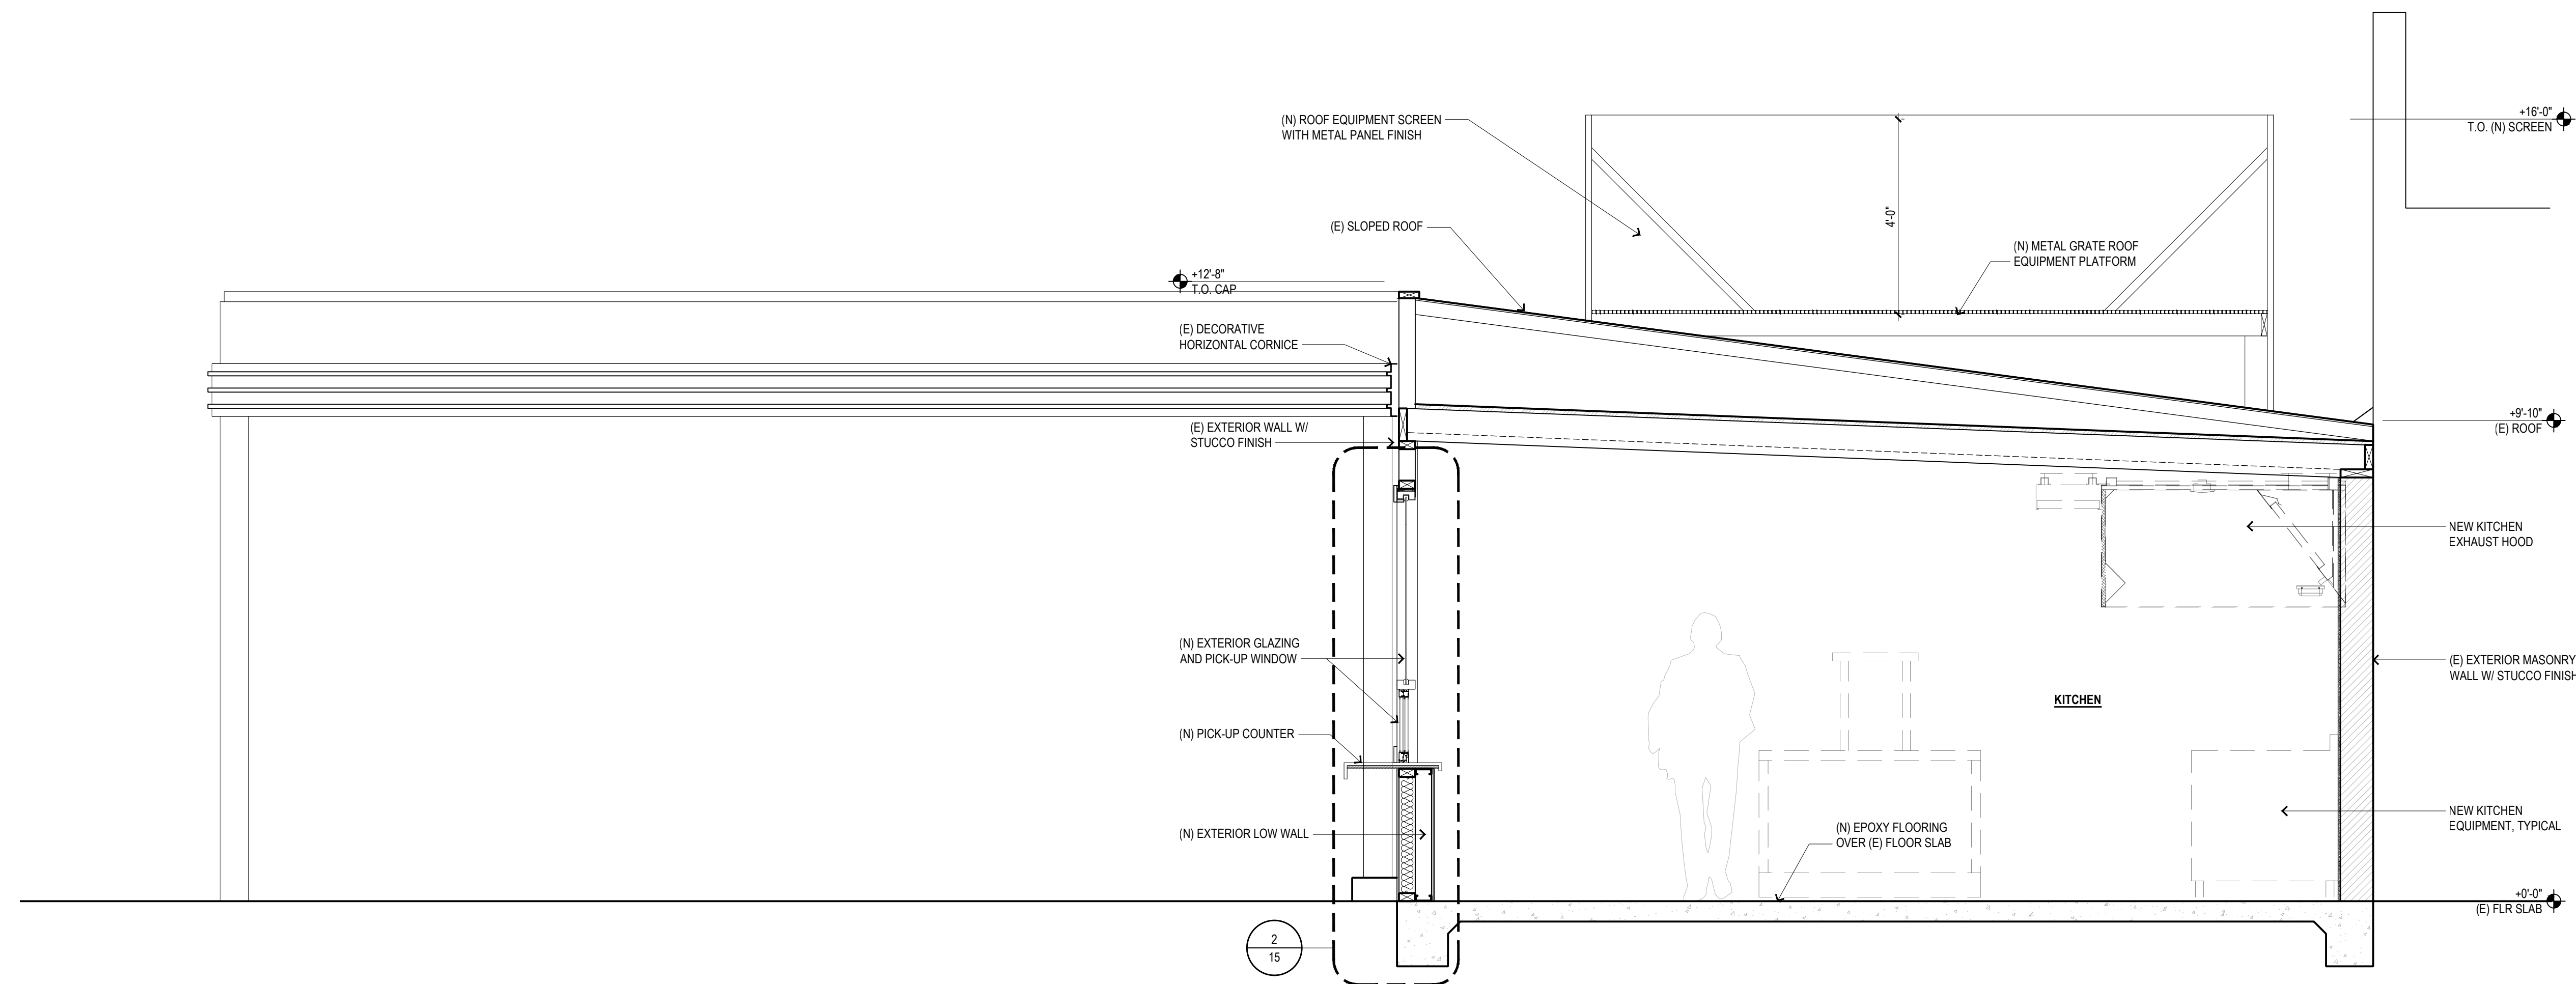 (N) ROOF EQUIPMENT SCREEN
WITH METAL PANEL FINISH
+16'-0"
T.O. (N) SCREEN
(E) SLOPED ROOF
4'-0"
(N) METAL GRATE ROOF
EQUIPMENT PLATFORM
+12'-8"
T.O. CAP
(E) DECORATIVE
HORIZONTAL CORNICE
+9'-10"
(E) ROOF
(E) EXTERIOR WALL W/
STUCCO FINISH
NEW KITCHEN
EXHAUST HOOD
(N) EXTERIOR GLAZING
AND PICK-UP WINDOW
(E) EXTERIOR MASONRY
WALL W/ STUCCO FINISH
KITCHEN
(N) PICK-UP COUNTER
(N) EXTERIOR LOW WALL
(N) EPOXY FLOORING
OVER (E) FLOOR SLAB
NEW KITCHEN
EQUIPMENT, TYPICAL
+0'-0"
(E) FLR SLAB
2
15